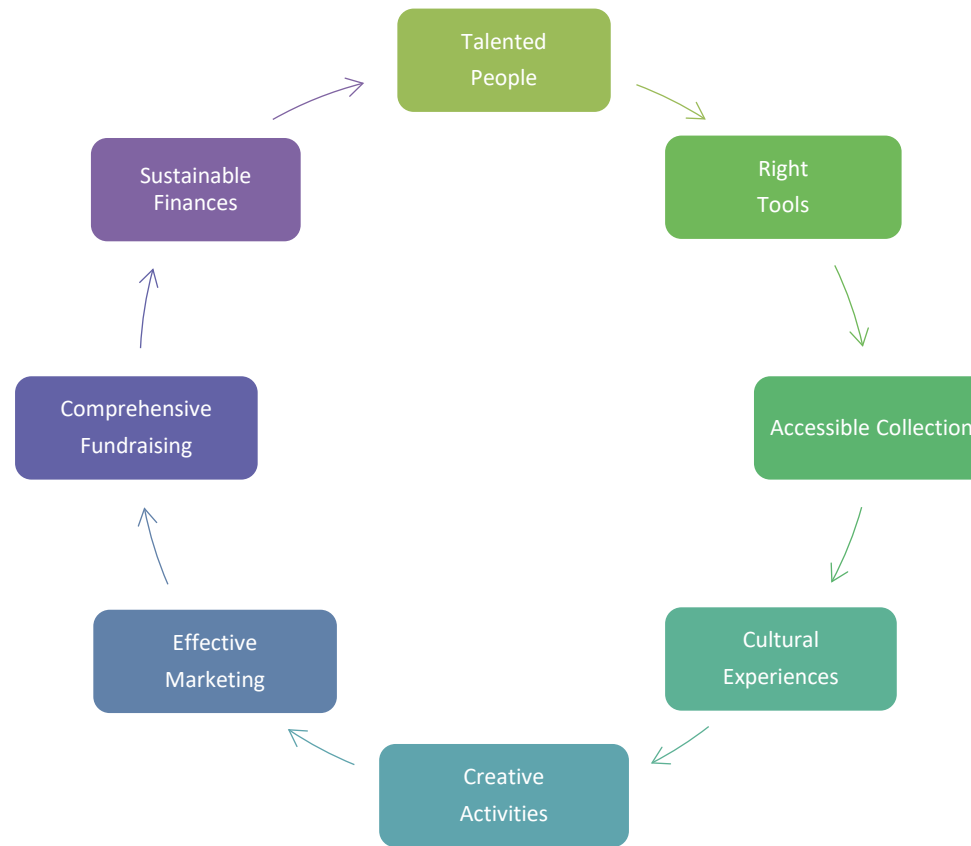 Talented
People
Right
Tools
Accessible Collection
Cultural
Experiences
Creative
Activities
Effective
Marketing
Comprehensive
Fundraising
Sustainable
Finances